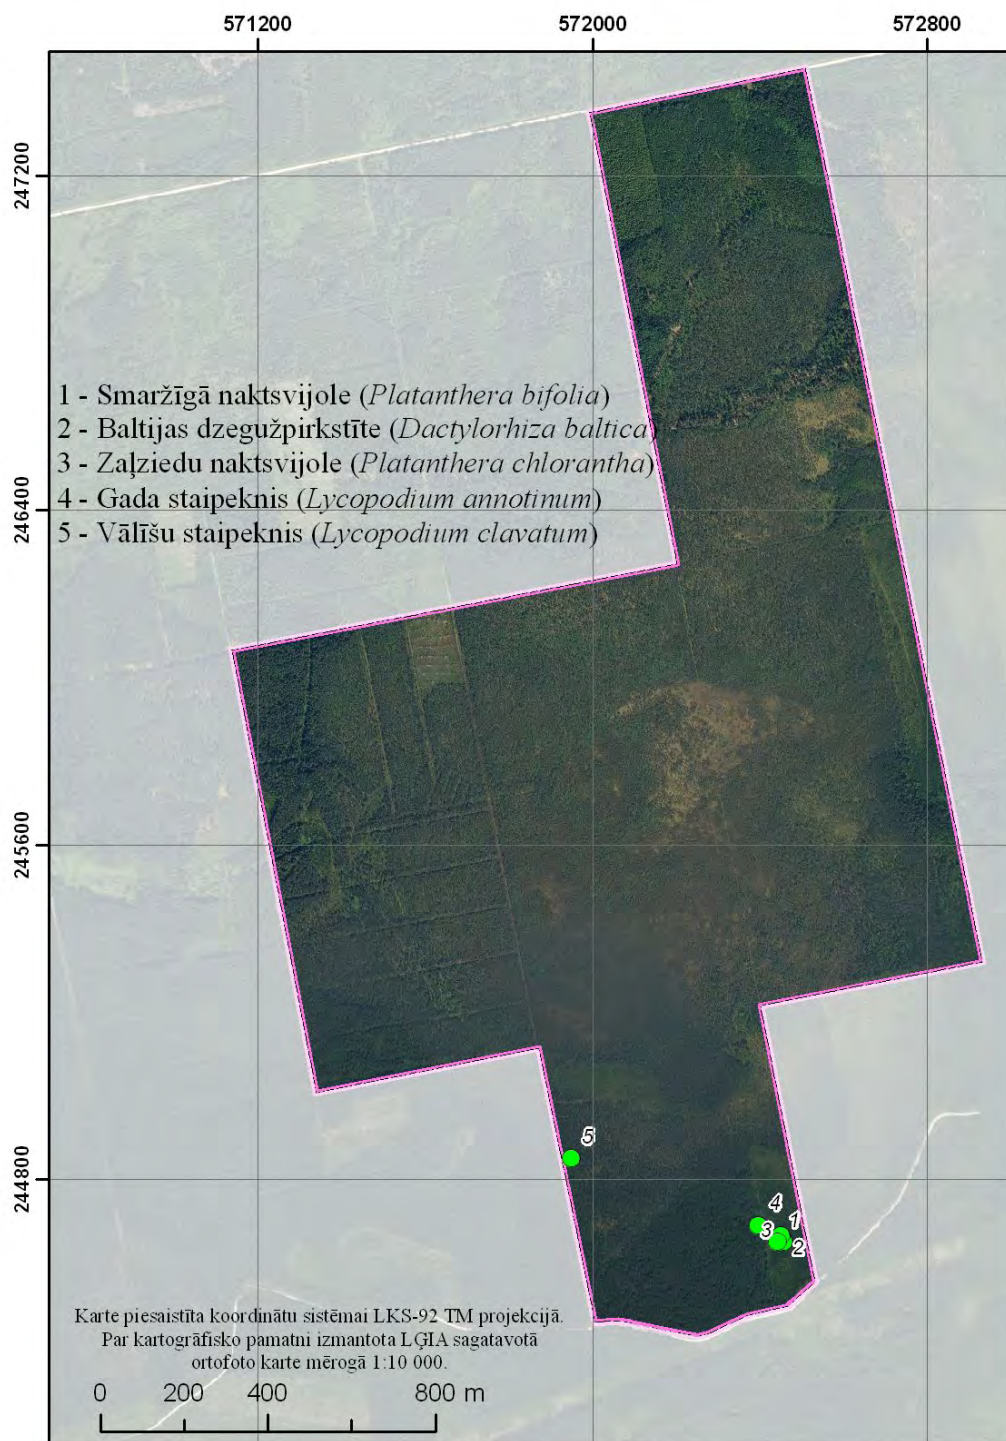 571200 572000 572800
247200
1 - Smaržīgā naktsvijole (Platanthera bifolia)
2 - Baltijas dzegužpirkstīte (Dactylorhiza baltica)
3 - Zaļziedu naktsvijole (Platanthera chlorantha)
4 - Gada staipeknis (Lycopodium annotinum)
5 - Vālīšu staipeknis (Lycopodium clavatum)
246400
245600
244800
5
4
3
1
2
Karte piesaistīta koordinātu sistēmai LKS-92 TM projekcijā.
Par kartogrāfisko pamatni izmantota LĢIA sagatavotā
ortofoto karte mērogā 1:10 000.
0 200 400 800 m